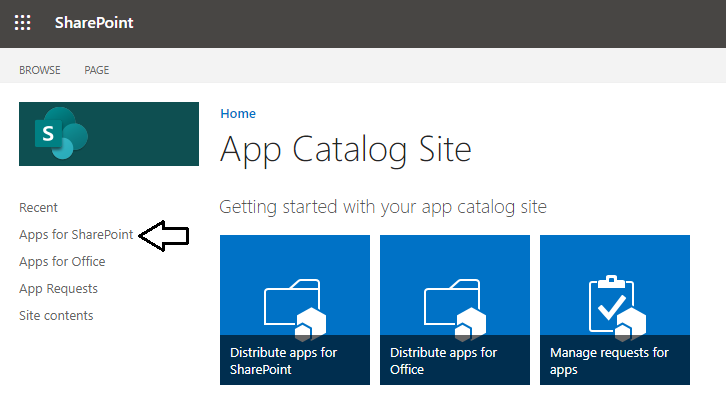 SharePoint
BROWSE PAGE
S
Home
App Catalog Site
Recent
Apps for SharePoint
Apps for Office
App Requests
Site contents
Getting started with your app catalog site
Distribute apps for
SharePoint
Distribute apps for
Office
Manage requests for
apps